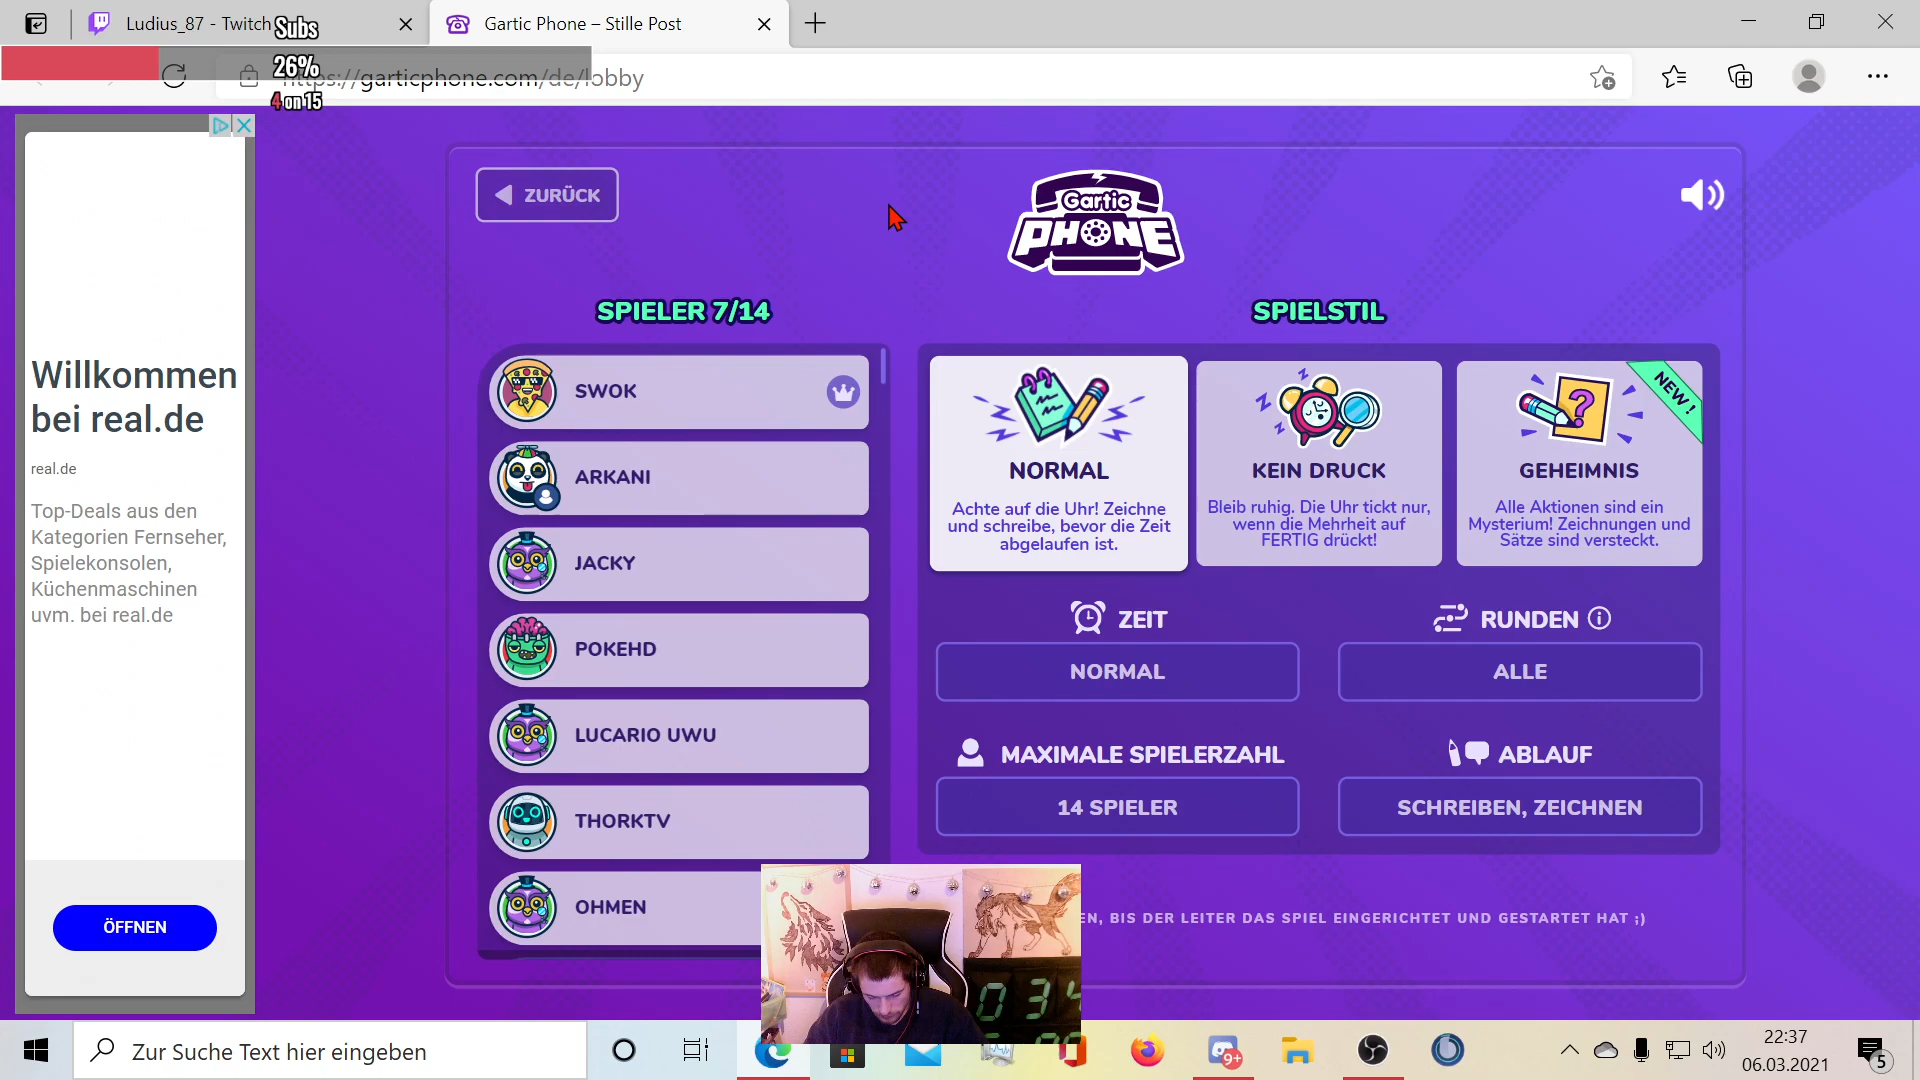 Ludius_87 - Twitch
Gartic Phone – Stille Post
Subs
26%
4 on 15
https://garticphone.com/de/lobby
ZURÜCK
Gartic
PHONE
SPIELER 7/14
SPIELSTIL
SWOK
ARKANI
JACKY
POKEHD
LUCARIO UWU
THORKTV
OHMEN
NORMAL
Achte auf die Uhr! Zeichne
und schreibe, bevor die Zeit
abgelaufen ist.
KEIN DRUCK
Bleib ruhig. Die Uhr tickt nur,
wenn die Mehrheit auf
FERTIG drückt!
NEW!
GEHEIMNIS
Alle Aktionen sind ein
Mysterium! Zeichnungen und
Sätze sind versteckt.
ZEIT
NORMAL
RUNDEN
ALLE
MAXIMALE SPIELERZAHL
14 SPIELER
ABLAUF
SCHREIBEN, ZEICHNEN
BIS DER LEITER DAS SPIEL EINGERICHTET UND GESTARTET HAT ;)
Willkommen
bei real.de
real.de
Top-Deals aus den
Kategorien Fernseher,
Spielekonsolen,
Küchenmaschinen
uvm. bei real.de
ÖFFNEN
Zur Suche Text hier eingeben
9+
22:37
06.03.2021
5